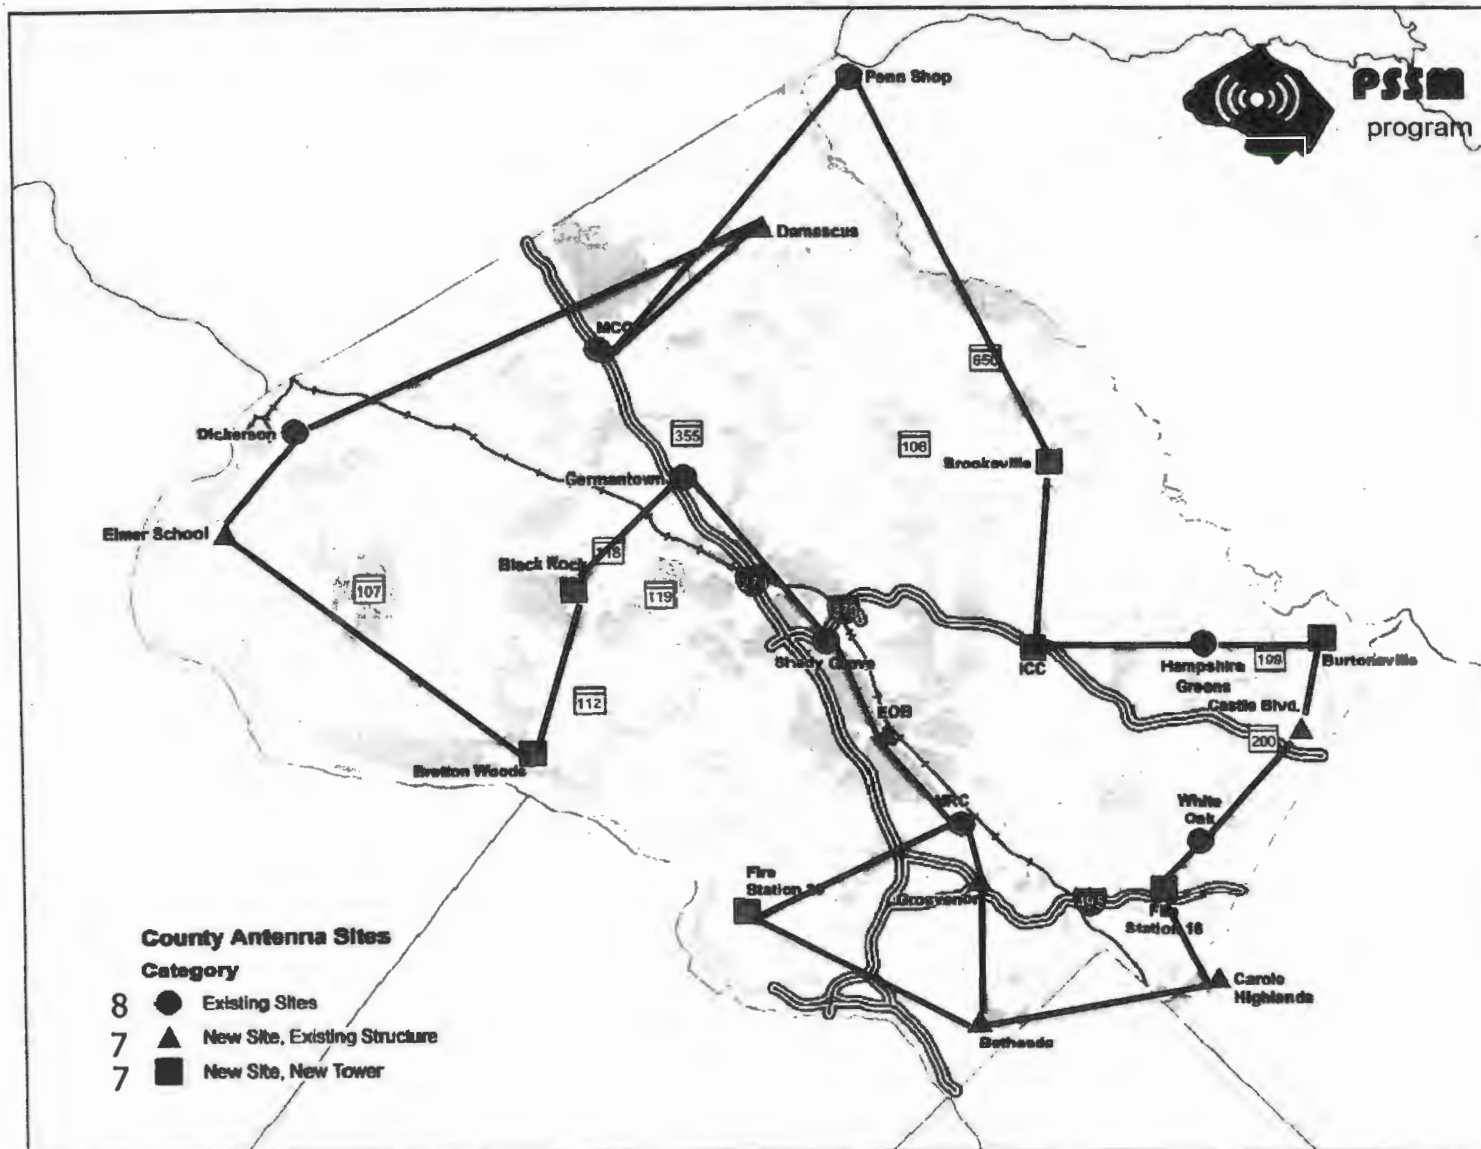 Penn Shop
PSSM
program
Damascus
MCC
Dickerson
355
650
108
Brookeville
Germantown
Elmer School
118
Black Rock
107
119
Shady Grove
ICC
Hampshire
Greens
198
Burtonsville
Castle Blvd.
112
EOB
200
Bretton Woods
White
Oak
Fire
Station
Grosvenor
495
Station 16
County Antenna Sites
Category
8 Existing Sites
7 New Site, Existing Structure
7 New Site, New Tower
Carole
Highlands
Bethesda